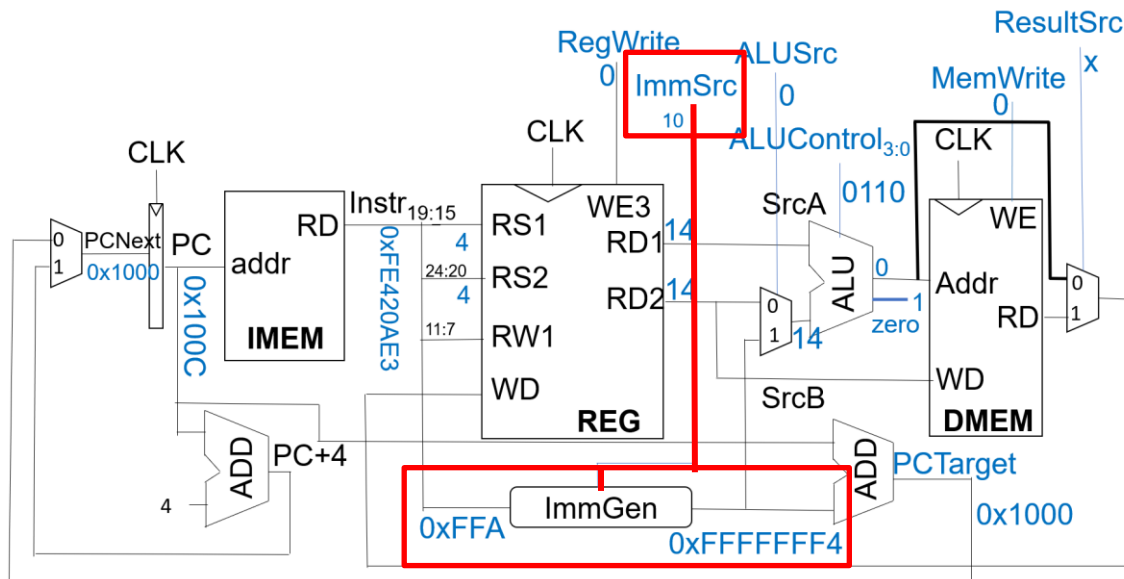 ResultSrc
x
RegWrite
0
ImmSrc
10
ALUSrc
0
MemWrite
0
CLK
CLK
ALUControl3:0
0110
CLK
0
1
PCNext
0x1000
PC
0x100C
addr
RD
IMEM
Instr
0xFE420AE3
19:15
4
24:20
4
11:7
RS1
RS2
RW1
WD
WE3
RD1
RD2
REG
14
14
SrcA
0
1
14
SrcB
ALU
0
1
zero
WE
Addr
RD
WD
DMEM
0
1
4
ADD
PC+4
0xFFA
ImmGen
0xFFFFFFF4
ADD
PCTarget
0x1000